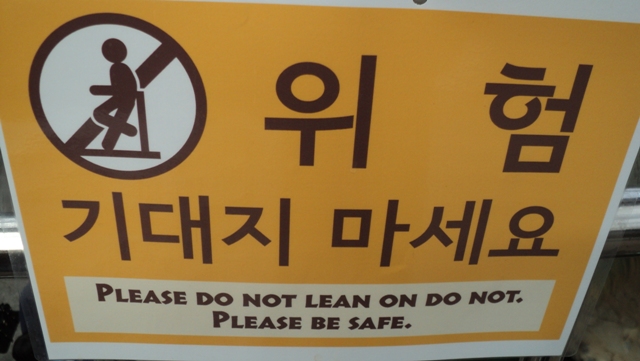 위 험
기대지 마세요
PLEASE DO NOT LEAN ON DO NOT.
PLEASE BE SAFE.